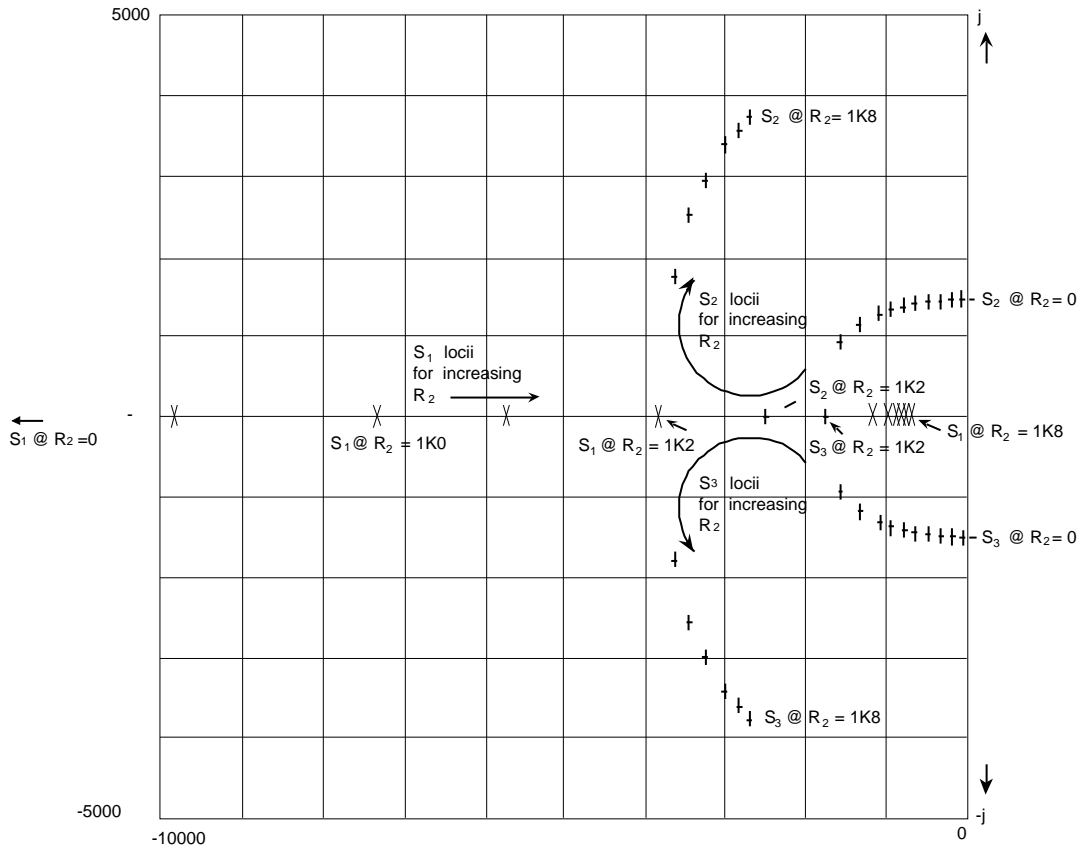 5000
j
S2 @ R2 = 1K8
S2 locii
for increasing
R2
S2 @ R2 = 0
S1 locii
for increasing
R2
S2 @ R2 = 1K2
-
S1 @ R2 =0
S1 @ R2 = 1K0
S1 @ R2 = 1K2
S3 @ R2 = 1K2
S1 @ R2 = 1K8
S3 locii
for increasing
R2
S3 @ R2 = 0
S3 @ R2 = 1K8
-5000
-j
-10000
0